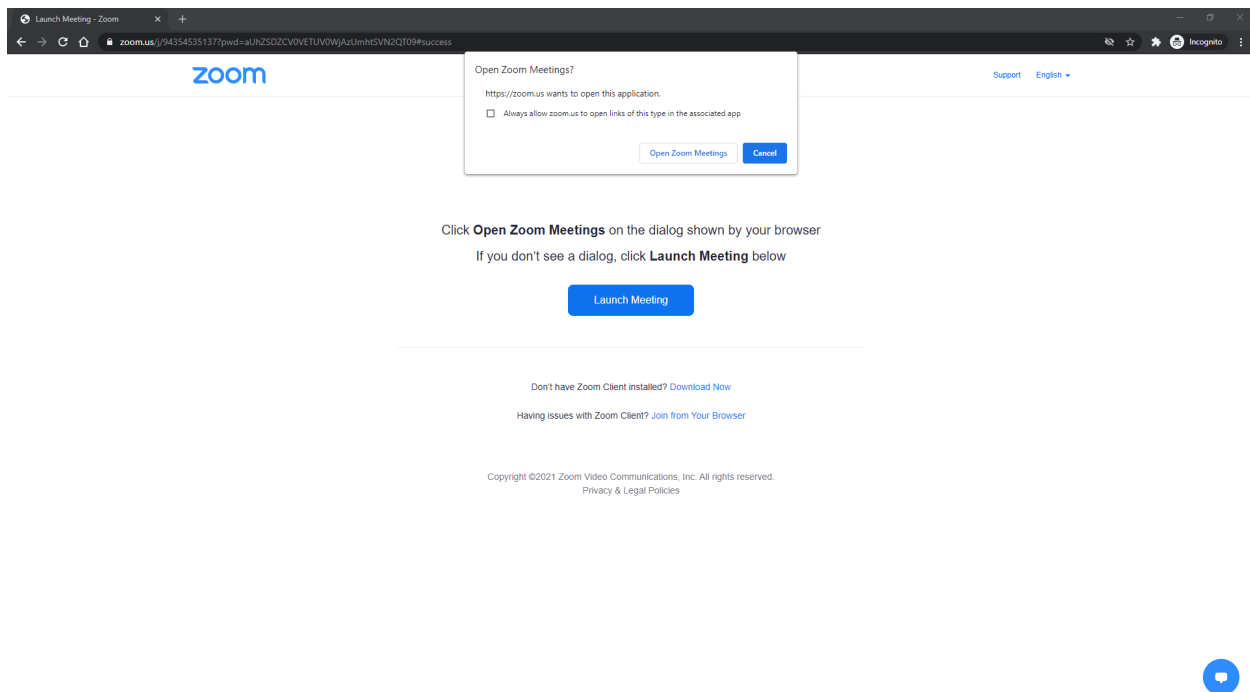 Launch Meeting - Zoom
zoom.us/j/94354535137?pwd=aUhZSDZCV0VETUV0WjAzUmhtSVN2QT09#success
Incognito
zoom
Support English
Open Zoom Meetings?
https://zoom.us wants to open this application.
Always allow zoom.us to open links of this type in the associated app
Open Zoom Meetings Cancel
Click Open Zoom Meetings on the dialog shown by your browser
If you don't see a dialog, click Launch Meeting below
Launch Meeting
Don't have Zoom Client installed? Download Now
Having issues with Zoom Client? Join from Your Browser
Copyright ©2021 Zoom Video Communications, Inc. All rights reserved.
Privacy & Legal Policies